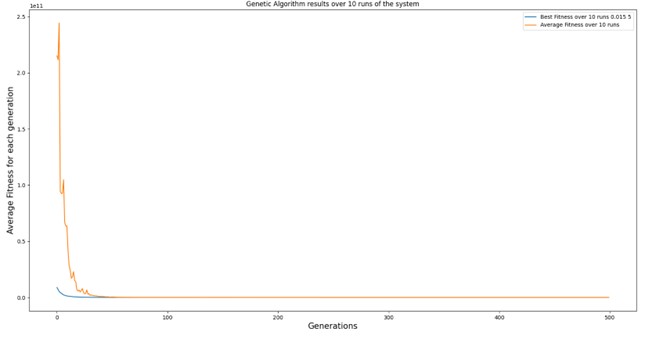 Genetic Algorithm results over 10 runs of the system
1e11
Best Fitness over 10 runs 0.015 5
Average Fitness over 10 runs
2.5
2.0
1.5
1.0
0.5
0.0
Average Fitness for each generation
0 100 200 300 400 500
Generations